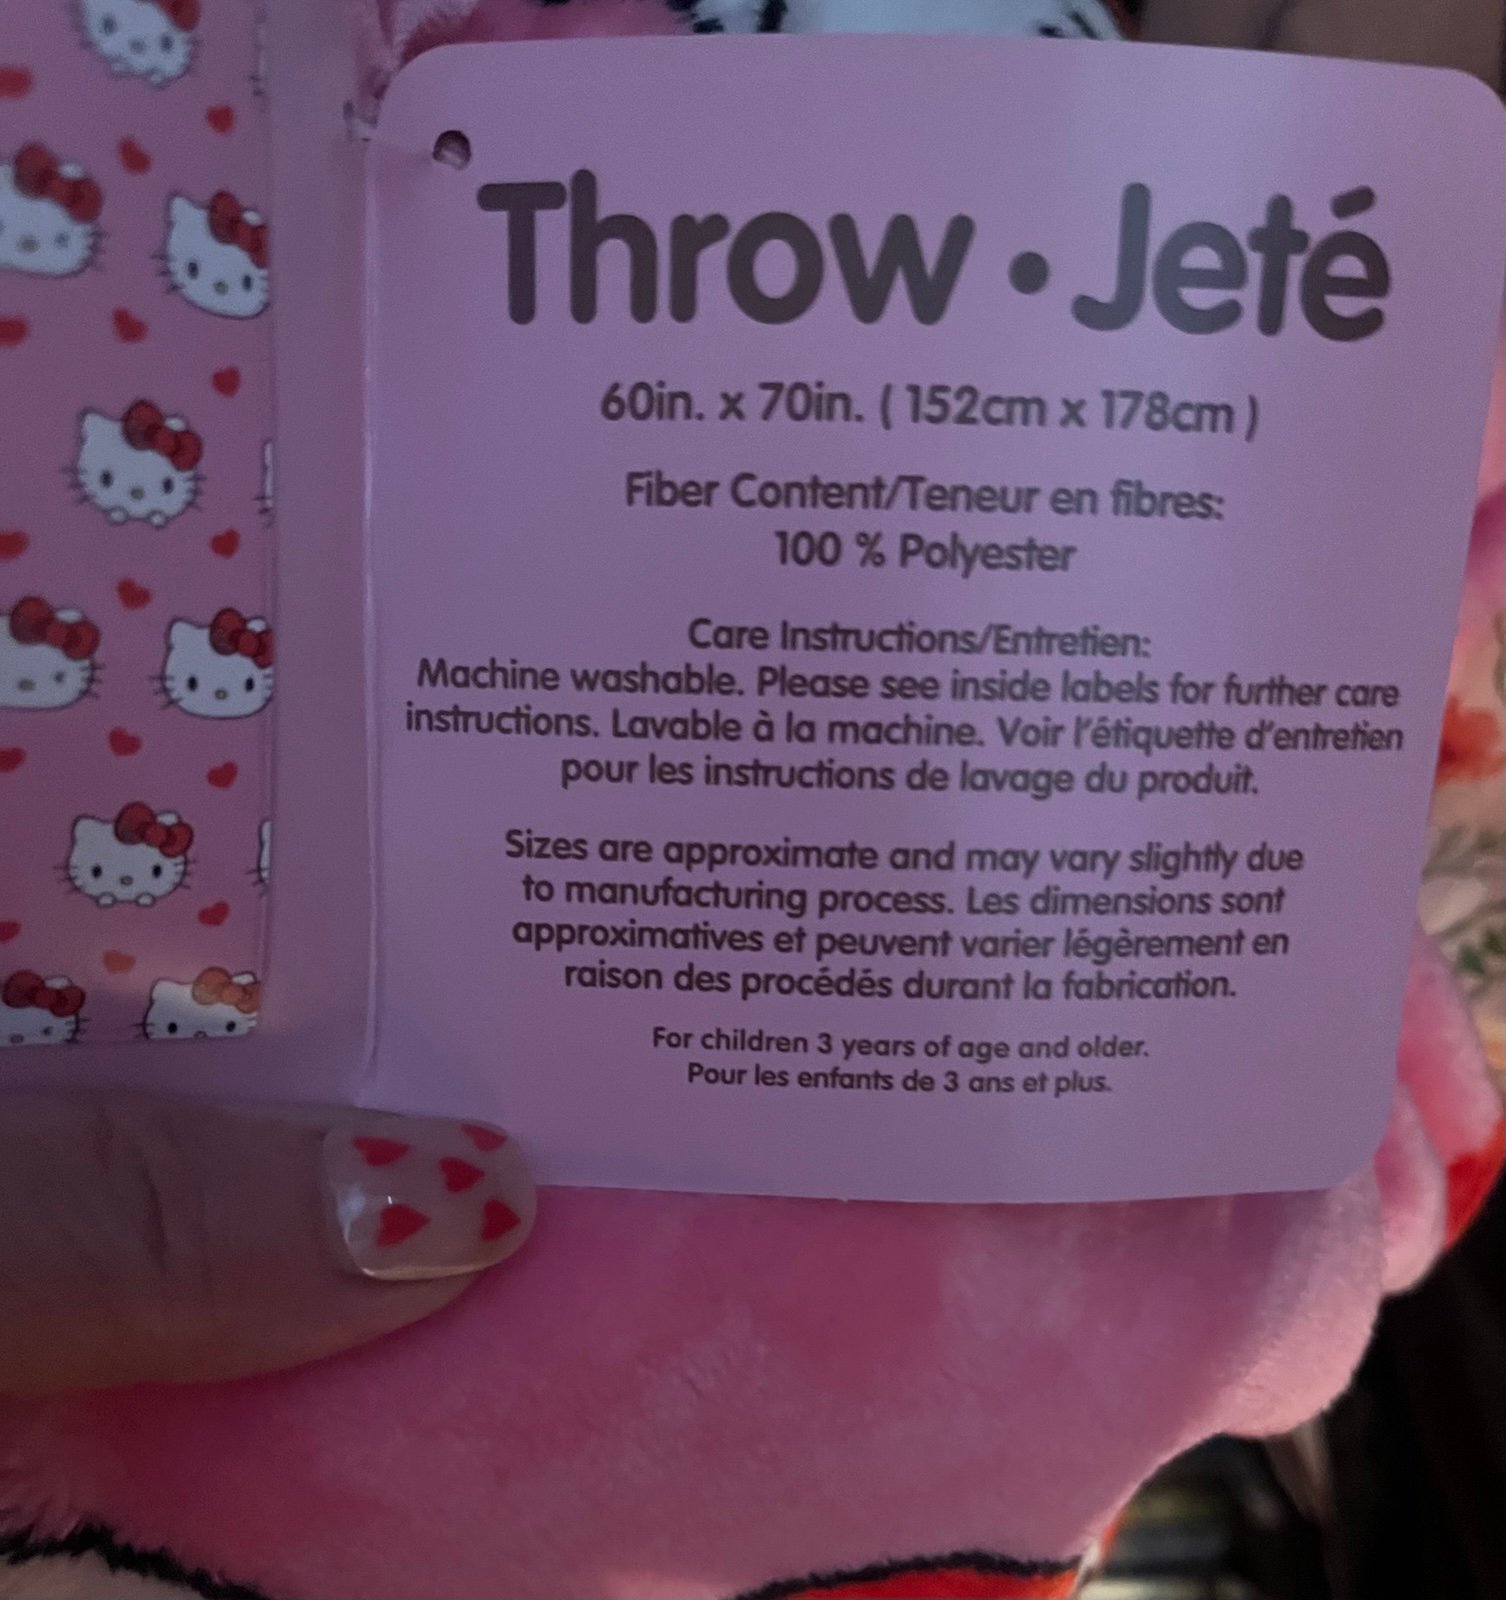 Throw • Jeté
60in. x 70in. ( 152cm x 178cm )
Fiber Content/Teneur en fibres:
100 % Polyester
Care Instructions/Entretien:
Machine washable. Please see inside labels for further care
instructions. Lavable à la machine. Voir l'étiquette d'entretien
pour les instructions de lavage du produit.
Sizes are approximate and may vary slightly due
to manufacturing process. Les dimensions sont
approximatives et peuvent varier légèrement en
raison des procédés durant la fabrication.
For children 3 years of age and older.
Pour les enfants de 3 ans et plus.